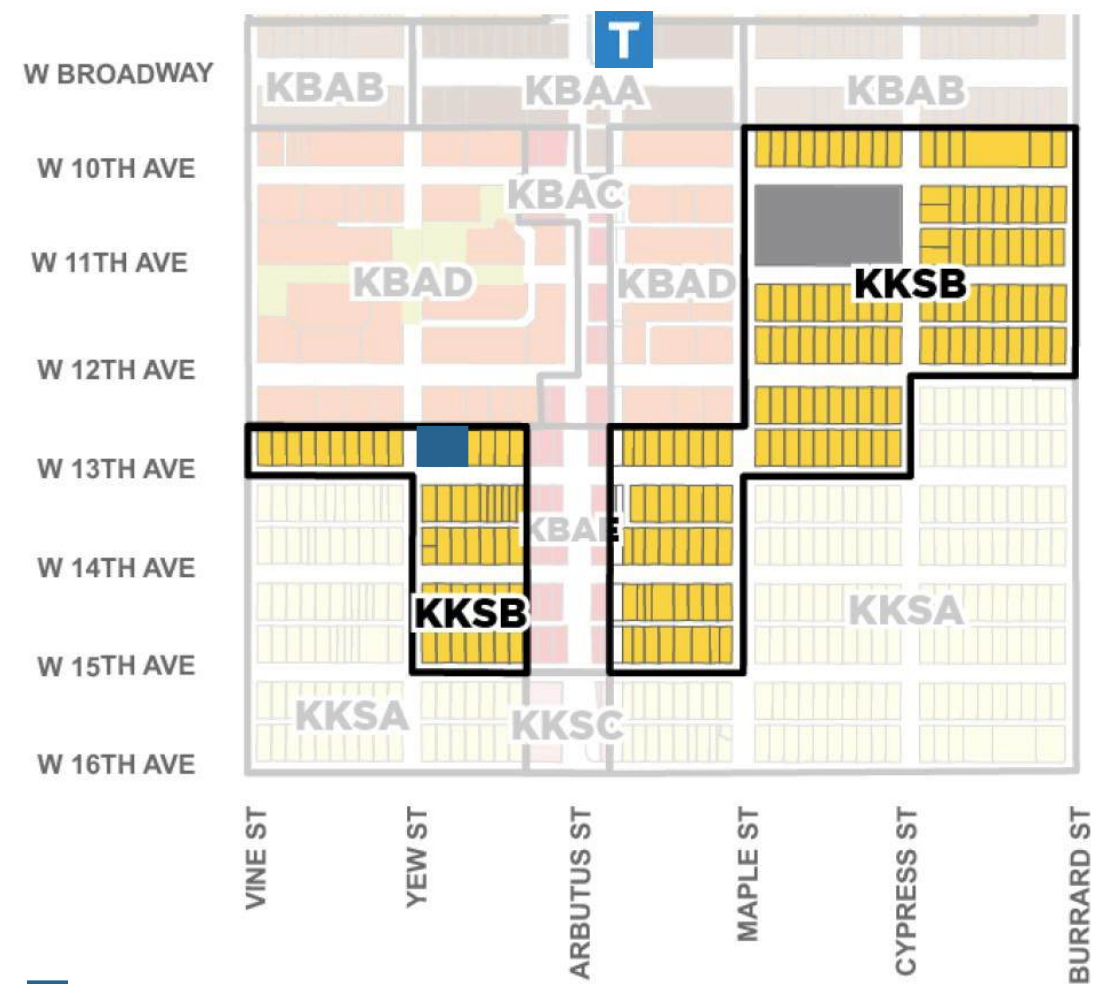 T
W BROADWAY
KBAB
KBAA
KBAB
W 10TH AVE
KBAC
W 11TH AVE
KBAD
KBAD
KKSB
W 12TH AVE
W 13TH AVE
KBAE
W 14TH AVE
KKSB
KKSA
W 15TH AVE
KKSA
KKSC
W 16TH AVE
VINE ST
YEW ST
ARBUTUS ST
MAPLE ST
CYPRESS ST
BURRARD ST